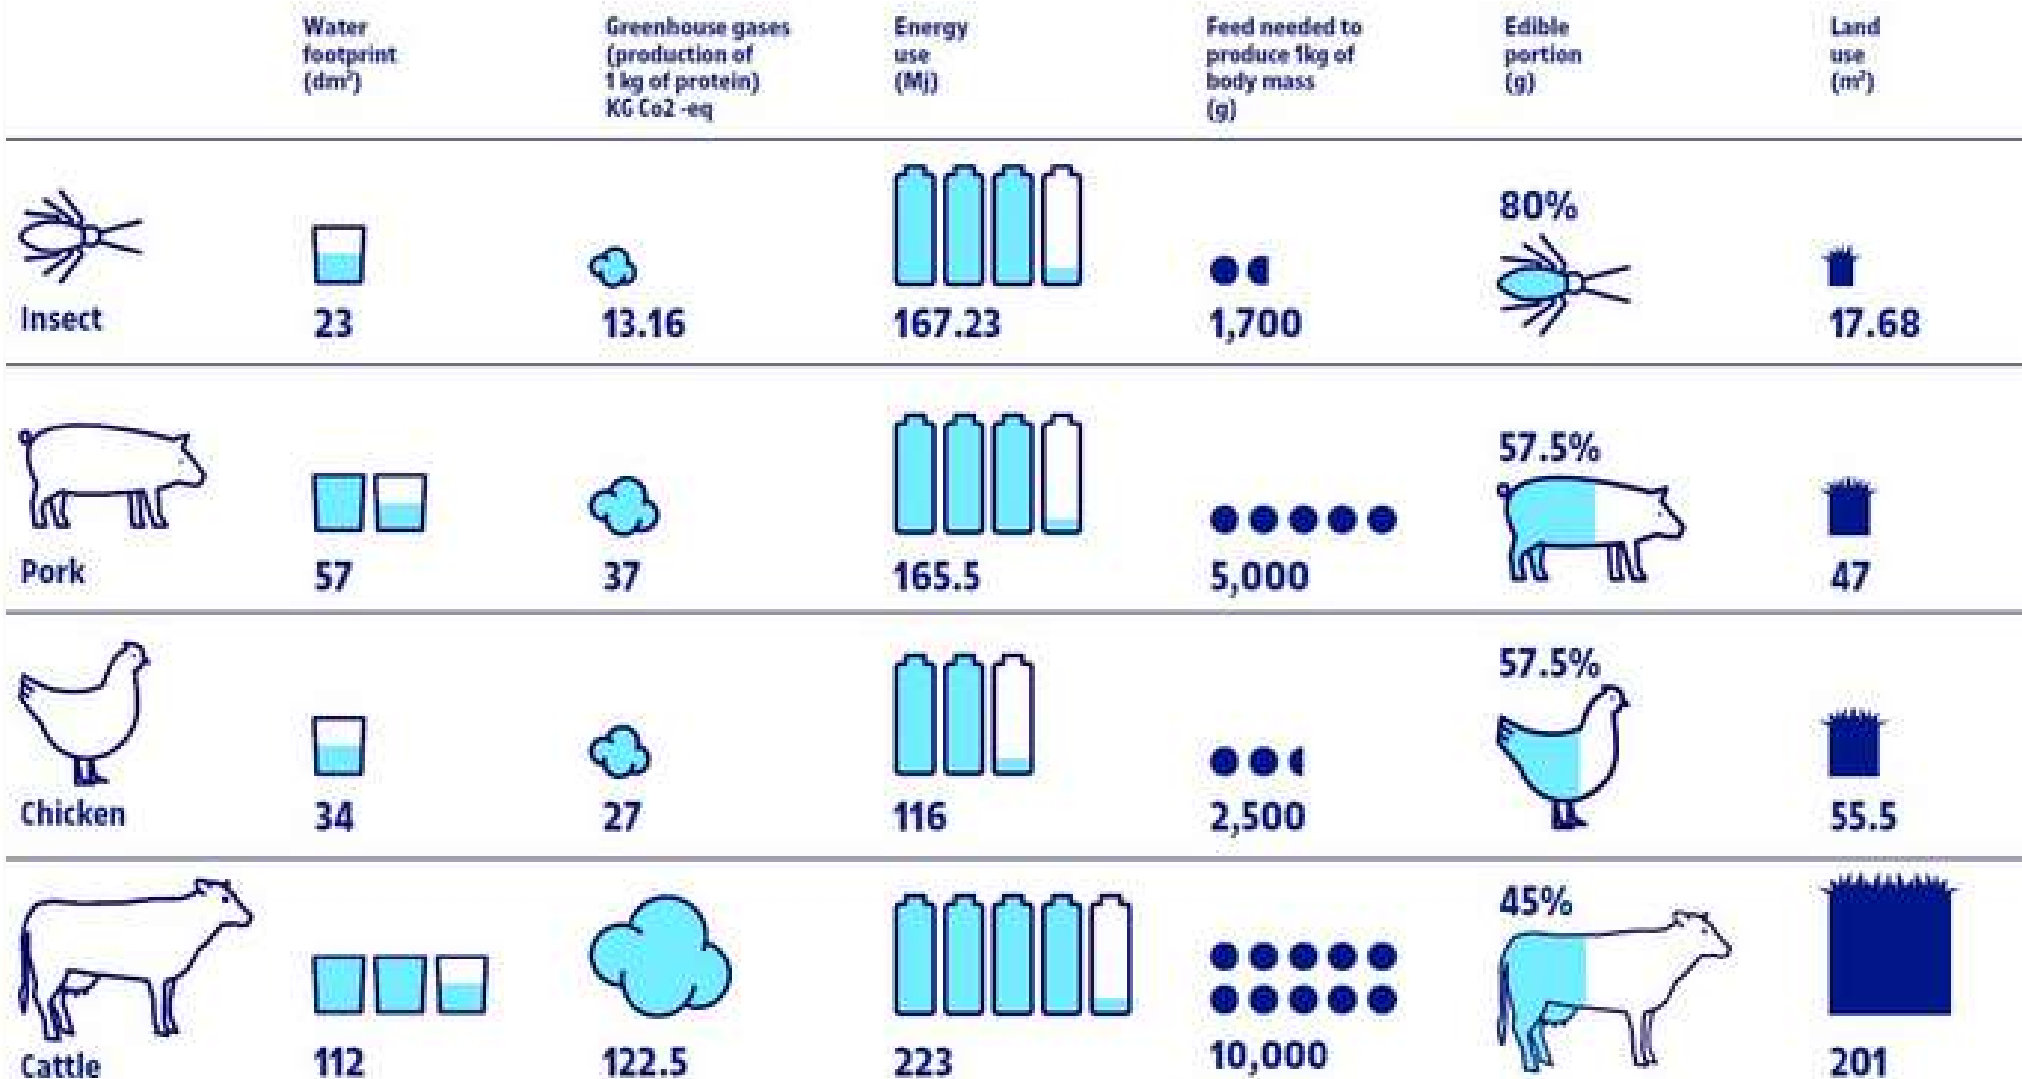 Water
footprint
(dm³)
Greenhouse gases
(production of
1 kg of protein)
KG Co2 -eq
Energy
use
(Mj)
Feed needed to
produce 1kg of
body mass
(g)
Edible
portion
(g)
Land
use
(m²)
Insect
23
13.16
167.23
1,700
80%
17.68
Pork
57
37
165.5
5,000
57.5%
47
Chicken
34
27
116
2,500
57.5%
55.5
Cattle
112
122.5
223
10,000
45%
201